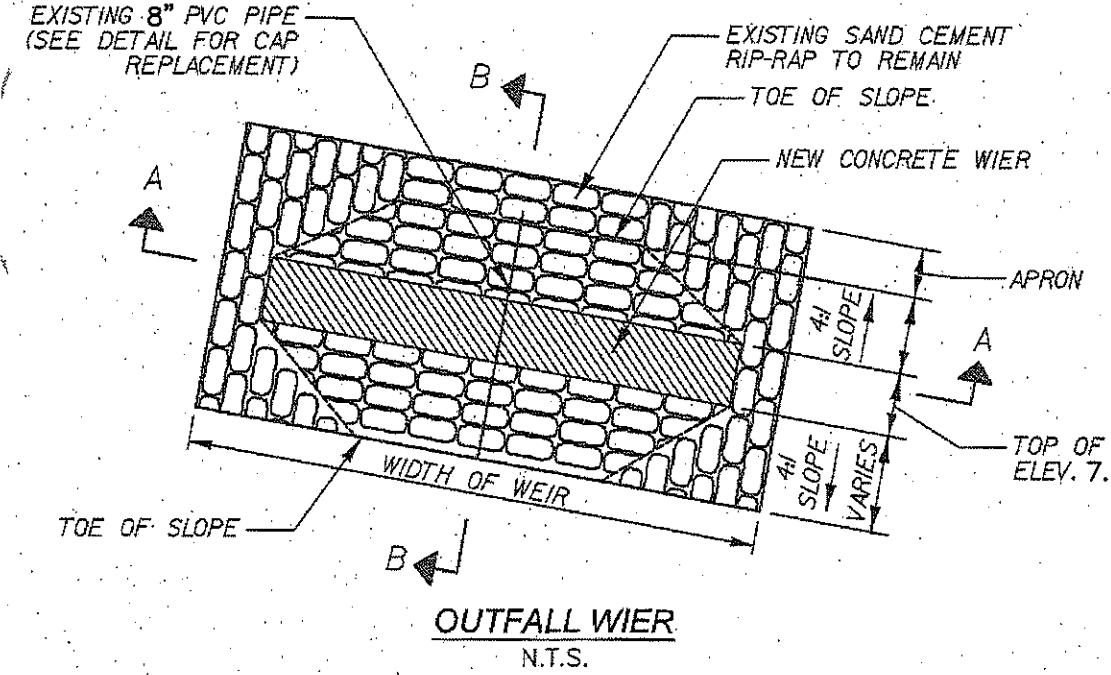 EXISTING 8" PVC PIPE
(SEE DETAIL FOR CAP
REPLACEMENT)
EXISTING SAND CEMENT
RIP-RAP TO REMAIN
B
TOE OF SLOPE
NEW CONCRETE WIER
A
APRON
4:1
SLOPE
A
TOP OF
ELEV. 7.
4:1
SLOPE
VARIES
WIDTH OF WEIR
TOE OF SLOPE
B
OUTFALL WIER
N.T.S.